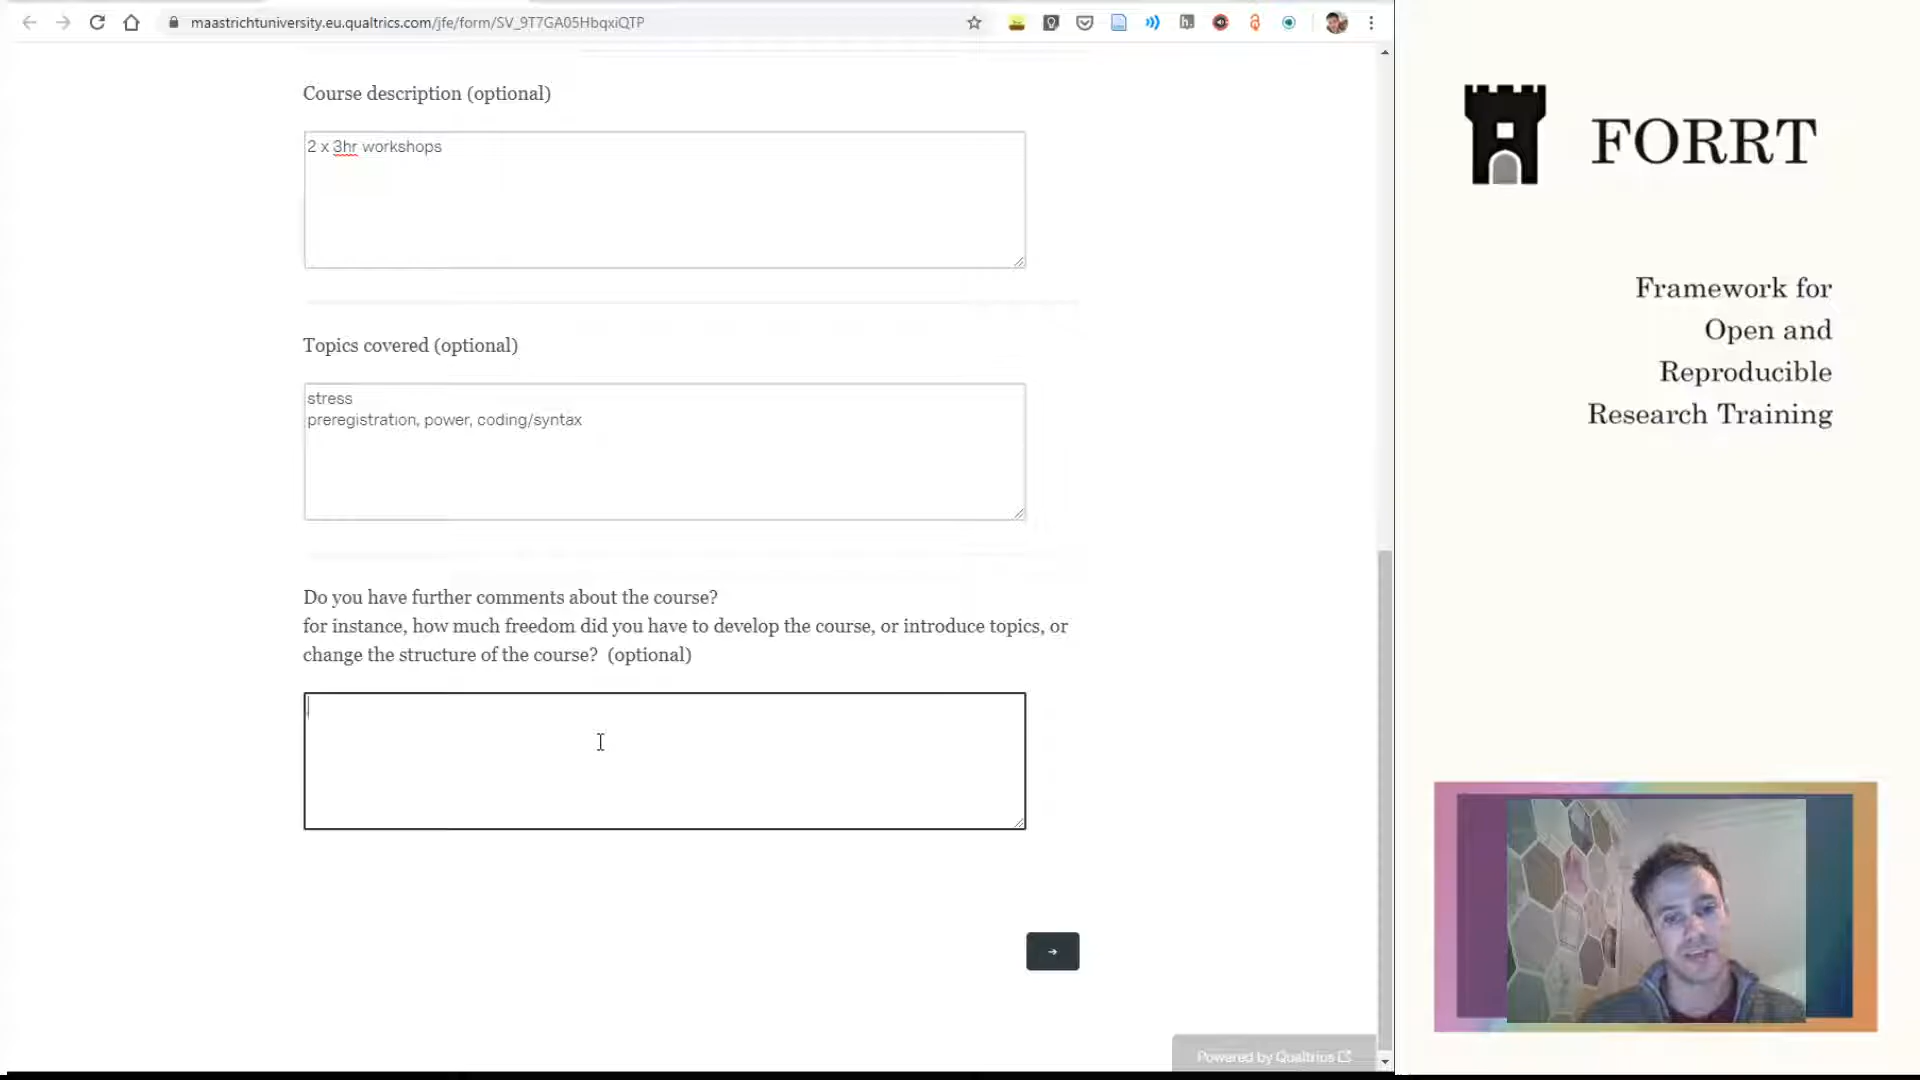 maastrichtuniversity.eu.qualtrics.com/jfe/form/SV_9T7GA05HbqxiQTP
Course description (optional)
2 x 3hr workshops
Topics covered (optional)
stress
preregistration, power, coding/syntax
Do you have further comments about the course?
for instance, how much freedom did you have to develop the course, or introduce topics, or
change the structure of the course? (optional)
Powered by Qualtrics
FORRT
Framework for
Open and
Reproducible
Research Training